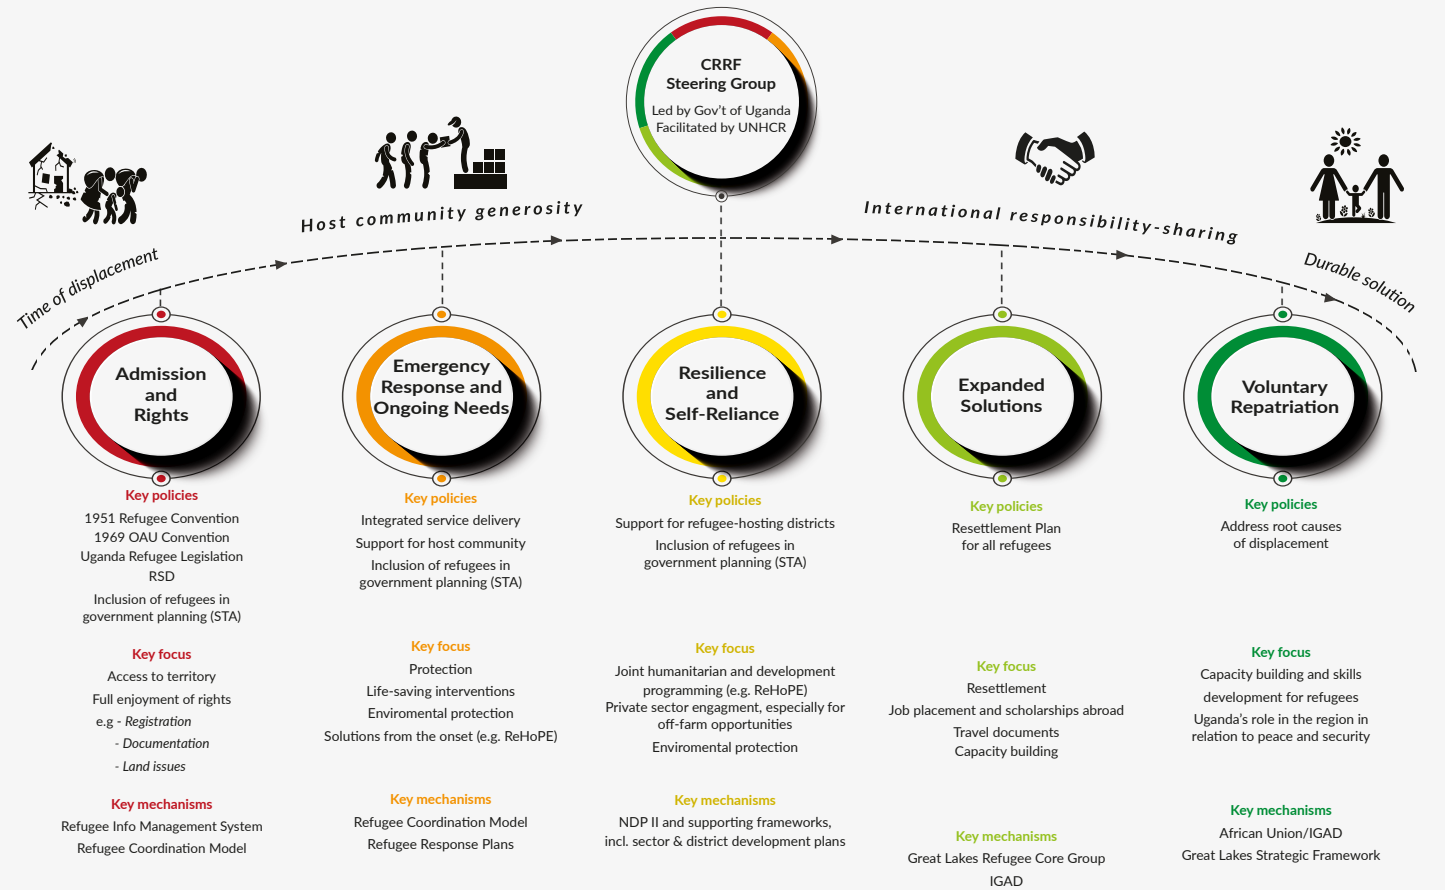 CRRF
Steering Group
Led by Gov't of Uganda
Facilitated by UNHCR
Time of displacement
Host community generosity
International responsibility-sharing
Durable solution
Admission
and
Rights
Key policies
1951 Refugee Convention
1969 OAU Convention
Uganda Refugee Legislation
RSD
Inclusion of refugees in
government planning (STA)
Key focus
Access to territory
Full enjoyment of rights
e.g - Registration
- Documentation
- Land issues
Key mechanisms
Refugee Info Management System
Refugee Coordination Model
Emergency
Response and
Ongoing Needs
Key policies
Integrated service delivery
Support for host community
Inclusion of refugees in
government planning (STA)
Key focus
Protection
Life-saving interventions
Enviromental protection
Solutions from the onset (e.g. ReHoPE)
Key mechanisms
Refugee Coordination Model
Refugee Response Plans
Resilience
and
Self-Reliance
Key policies
Support for refugee-hosting districts
Inclusion of refugees in
government planning (STA)
Key focus
Joint humanitarian and development
programming (e.g. ReHoPE)
Private sector engagment, especially for
off-farm opportunities
Enviromental protection
Key mechanisms
NDP II and supporting frameworks,
incl. sector & district development plans
Expanded
Solutions
Key policies
Resettlement Plan
for all refugees
Key focus
Resettlement
Job placement and scholarships abroad
Travel documents
Capacity building
Key mechanisms
Great Lakes Refugee Core Group
IGAD
Voluntary
Repatriation
Key policies
Address root causes
of displacement
Key focus
Capacity building and skills
development for refugees
Uganda's role in the region in
relation to peace and security
Key mechanisms
African Union/IGAD
Great Lakes Strategic Framework